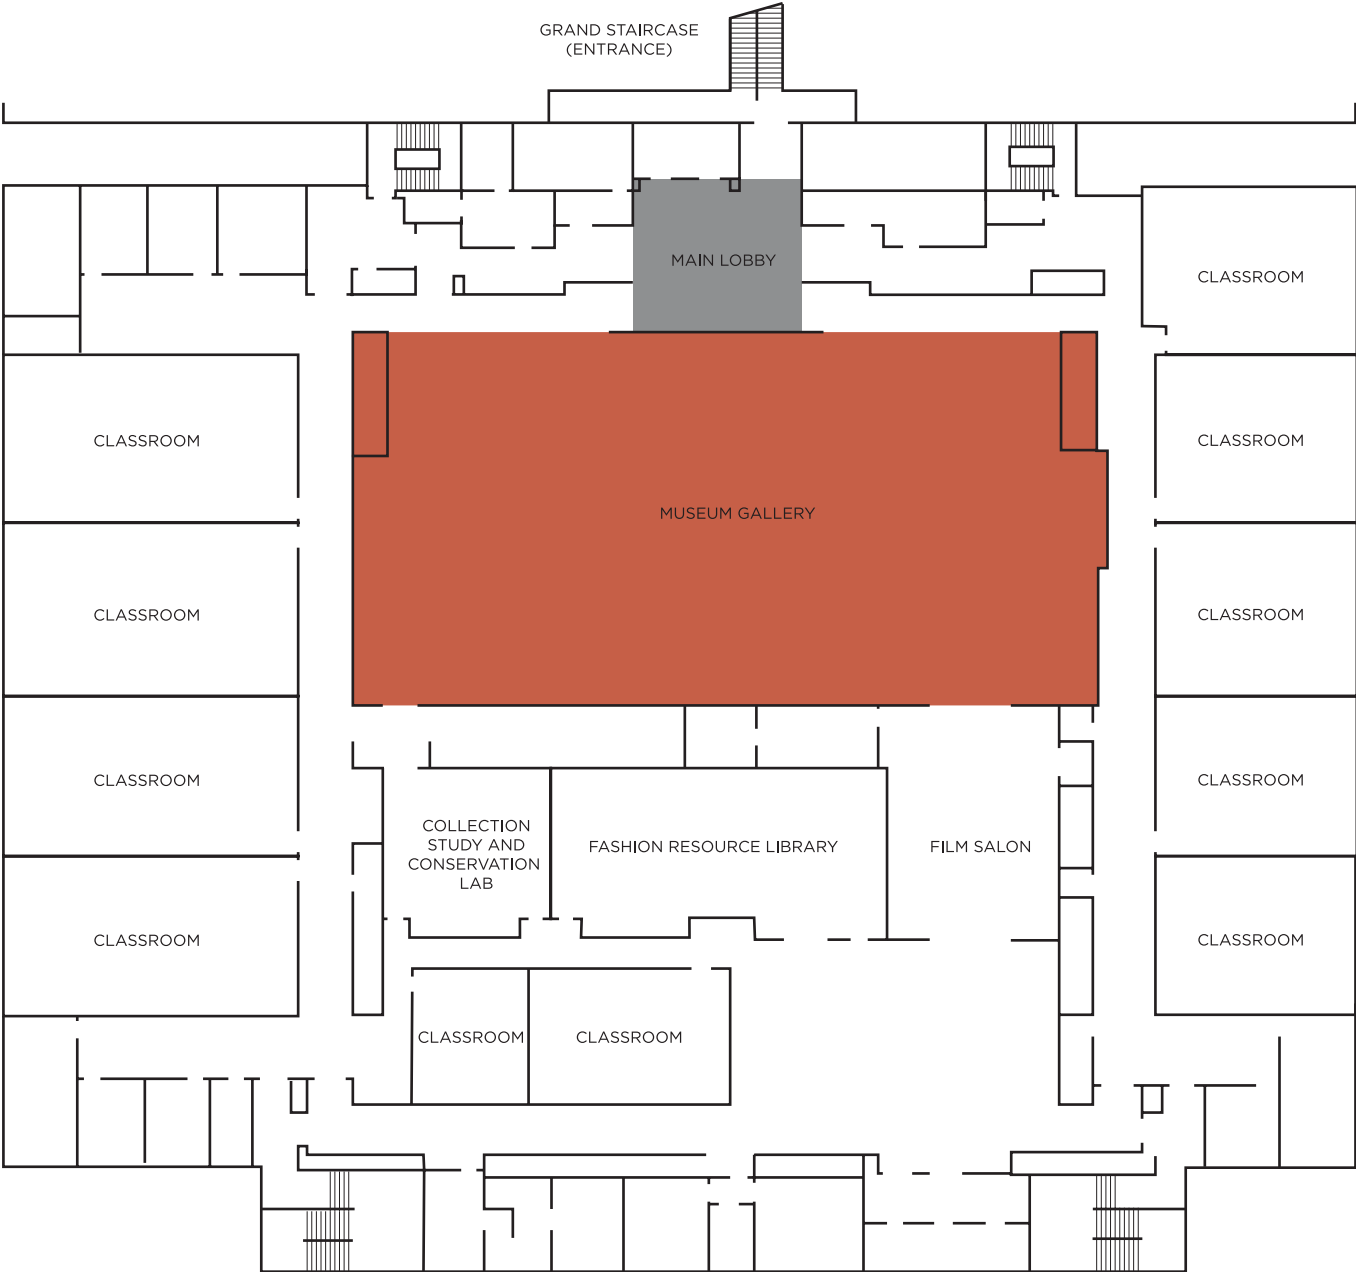 GRAND STAIRCASE
(ENTRANCE)
MAIN LOBBY
CLASSROOM
CLASSROOM
CLASSROOM
MUSEUM GALLERY
CLASSROOM
CLASSROOM
CLASSROOM
CLASSROOM
COLLECTION
STUDY AND
CONSERVATION
LAB
FASHION RESOURCE LIBRARY
FILM SALON
CLASSROOM
CLASSROOM
CLASSROOM
CLASSROOM